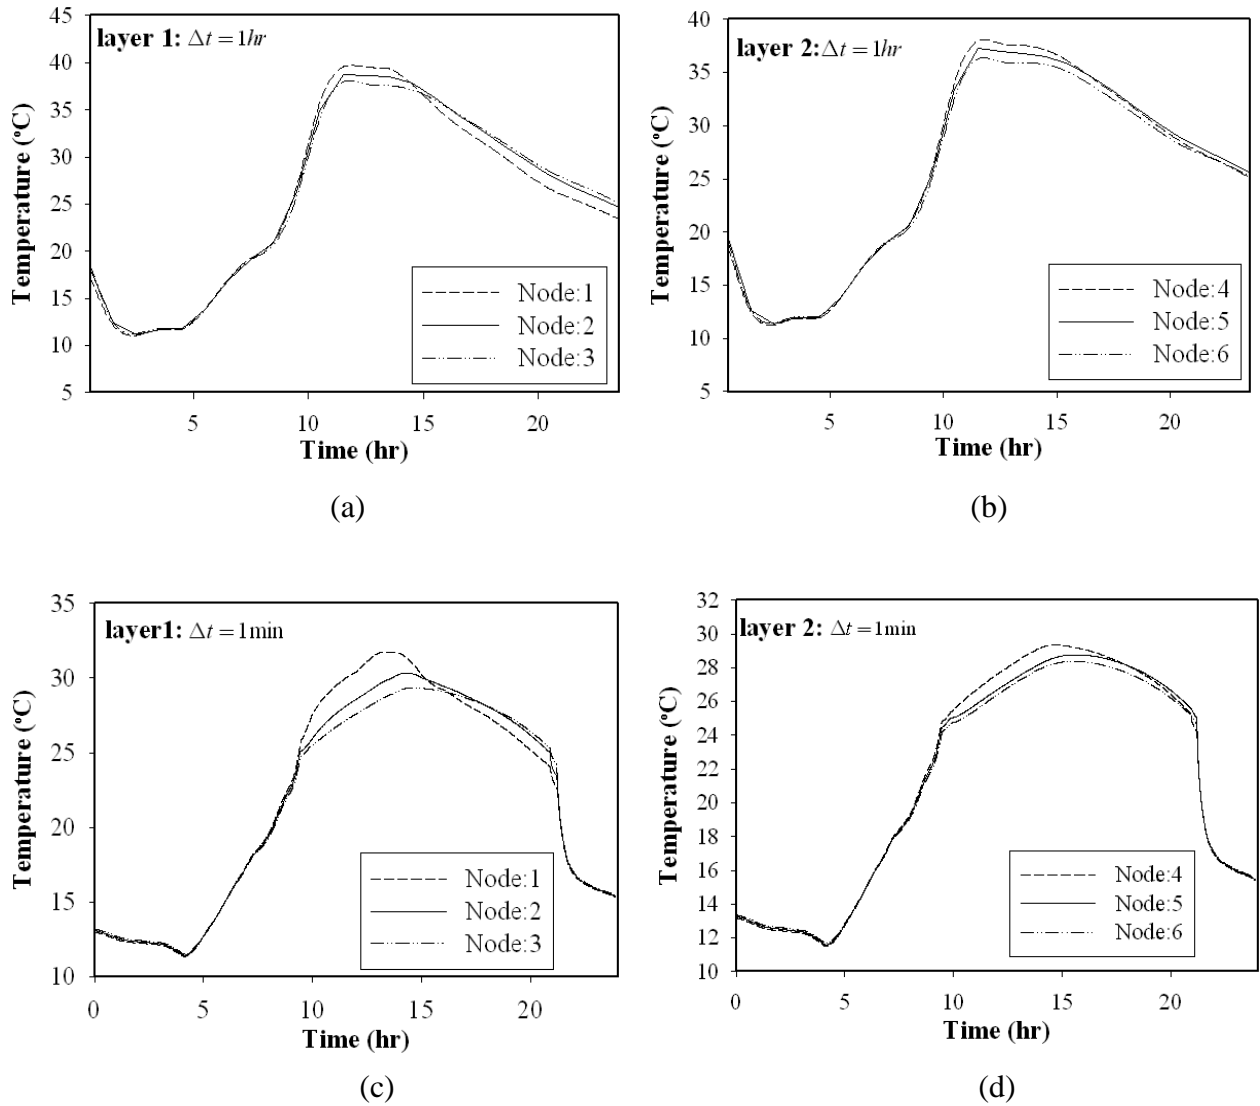 layer 1: Δt = 1hr
Temperature (°C)
45
40
35
30
25
20
15
10
5
Node:1
Node:2
Node:3
5
10
15
20
Time (hr)
(a)
layer 2: Δt = 1hr
Temperature (°C)
40
35
30
25
20
15
10
5
Node:4
Node:5
Node:6
5
10
15
20
Time (hr)
(b)
layer1: Δt = 1min
Temperature (°C)
35
30
25
20
15
10
Node:1
Node:2
Node:3
0
5
10
15
20
Time (hr)
(c)
layer 2: Δt = 1min
Temperature (°C)
32
30
28
26
24
22
20
18
16
14
12
10
Node:4
Node:5
Node:6
0
5
10
15
20
Time (hr)
(d)